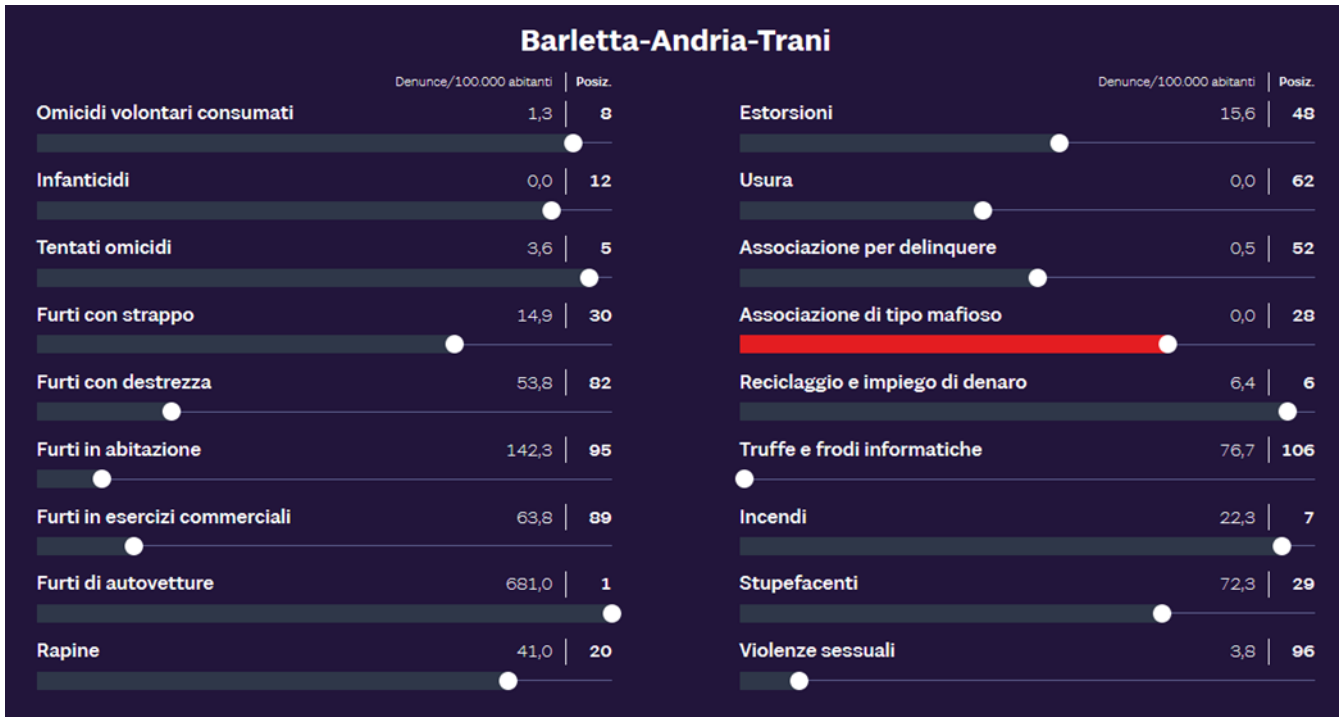 Barletta-Andria-Trani
Denunce/100.000 abitanti Posiz.
Omicidi volontari consumati 1,3 8
Infanticidi 0,0 12
Tentati omicidi 3,6 5
Furti con strappo 14,9 30
Furti con destrezza 53,8 82
Furti in abitazione 142,3 95
Furti in esercizi commerciali 63,8 89
Furti di autovetture 681,0 1
Rapine 41,0 20
Denunce/100.000 abitanti Posiz.
Estorsioni 15,6 48
Usura 0,0 62
Associazione per delinquere 0,5 52
Associazione di tipo mafioso 0,0 28
Reciclaggio e impiego di denaro 6,4 6
Truffe e frodi informatiche 76,7 106
Incendi 22,3 7
Stupefacenti 72,3 29
Violenze sessuali 3,8 96